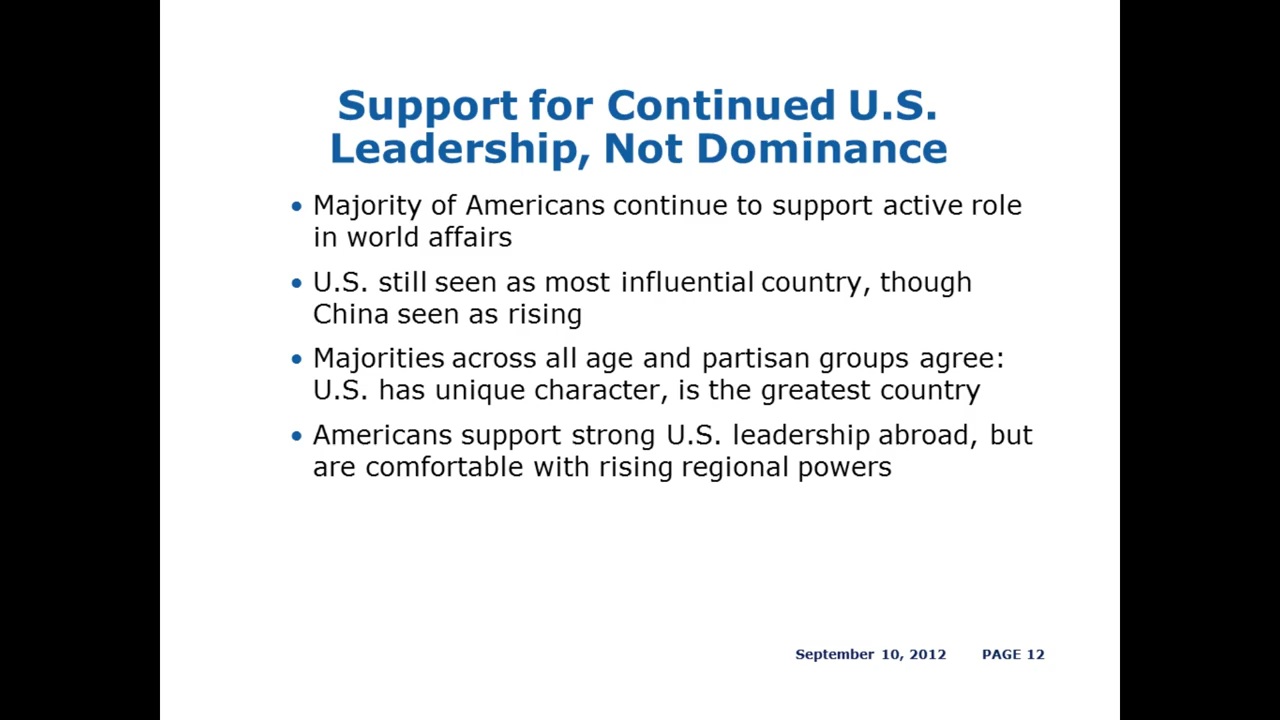 Support for Continued U.S.
Leadership, Not Dominance
• Majority of Americans continue to support active role
in world affairs
• U.S. still seen as most influential country, though
China seen as rising
• Majorities across all age and partisan groups agree:
U.S. has unique character, is the greatest country
• Americans support strong U.S. leadership abroad, but
are comfortable with rising regional powers
September 10, 2012 PAGE 12